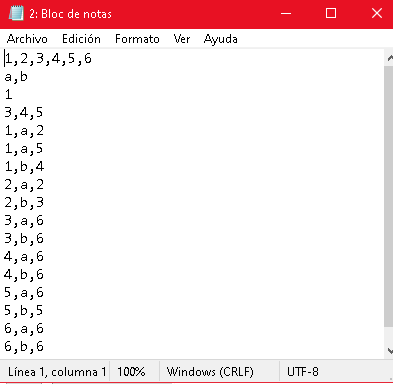 2: Bloc de notas
Archivo Edición Formato Ver Ayuda
1,2,3,4,5,6
a,b
1
3,4,5
1,a,2
1,a,5
1,b,4
2,a,2
2,b,3
3,a,6
3,b,6
4,a,6
4,b,6
5,a,6
5,b,5
6,a,6
6,b,6
Línea 1, columna 1 100% Windows (CRLF) UTF-8